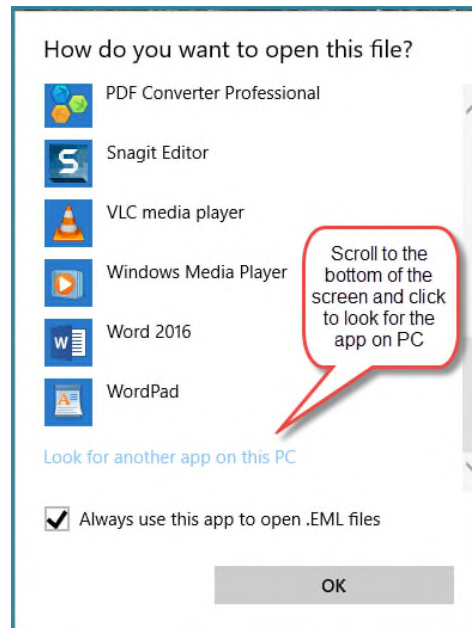 How do you want to open this file?
PDF Converter Professional
Snagit Editor
VLC media player
Windows Media Player
Word 2016
WordPad
Scroll to the
bottom of the
screen and click
to look for the
app on PC
Look for another app on this PC
Always use this app to open .EML files
OK